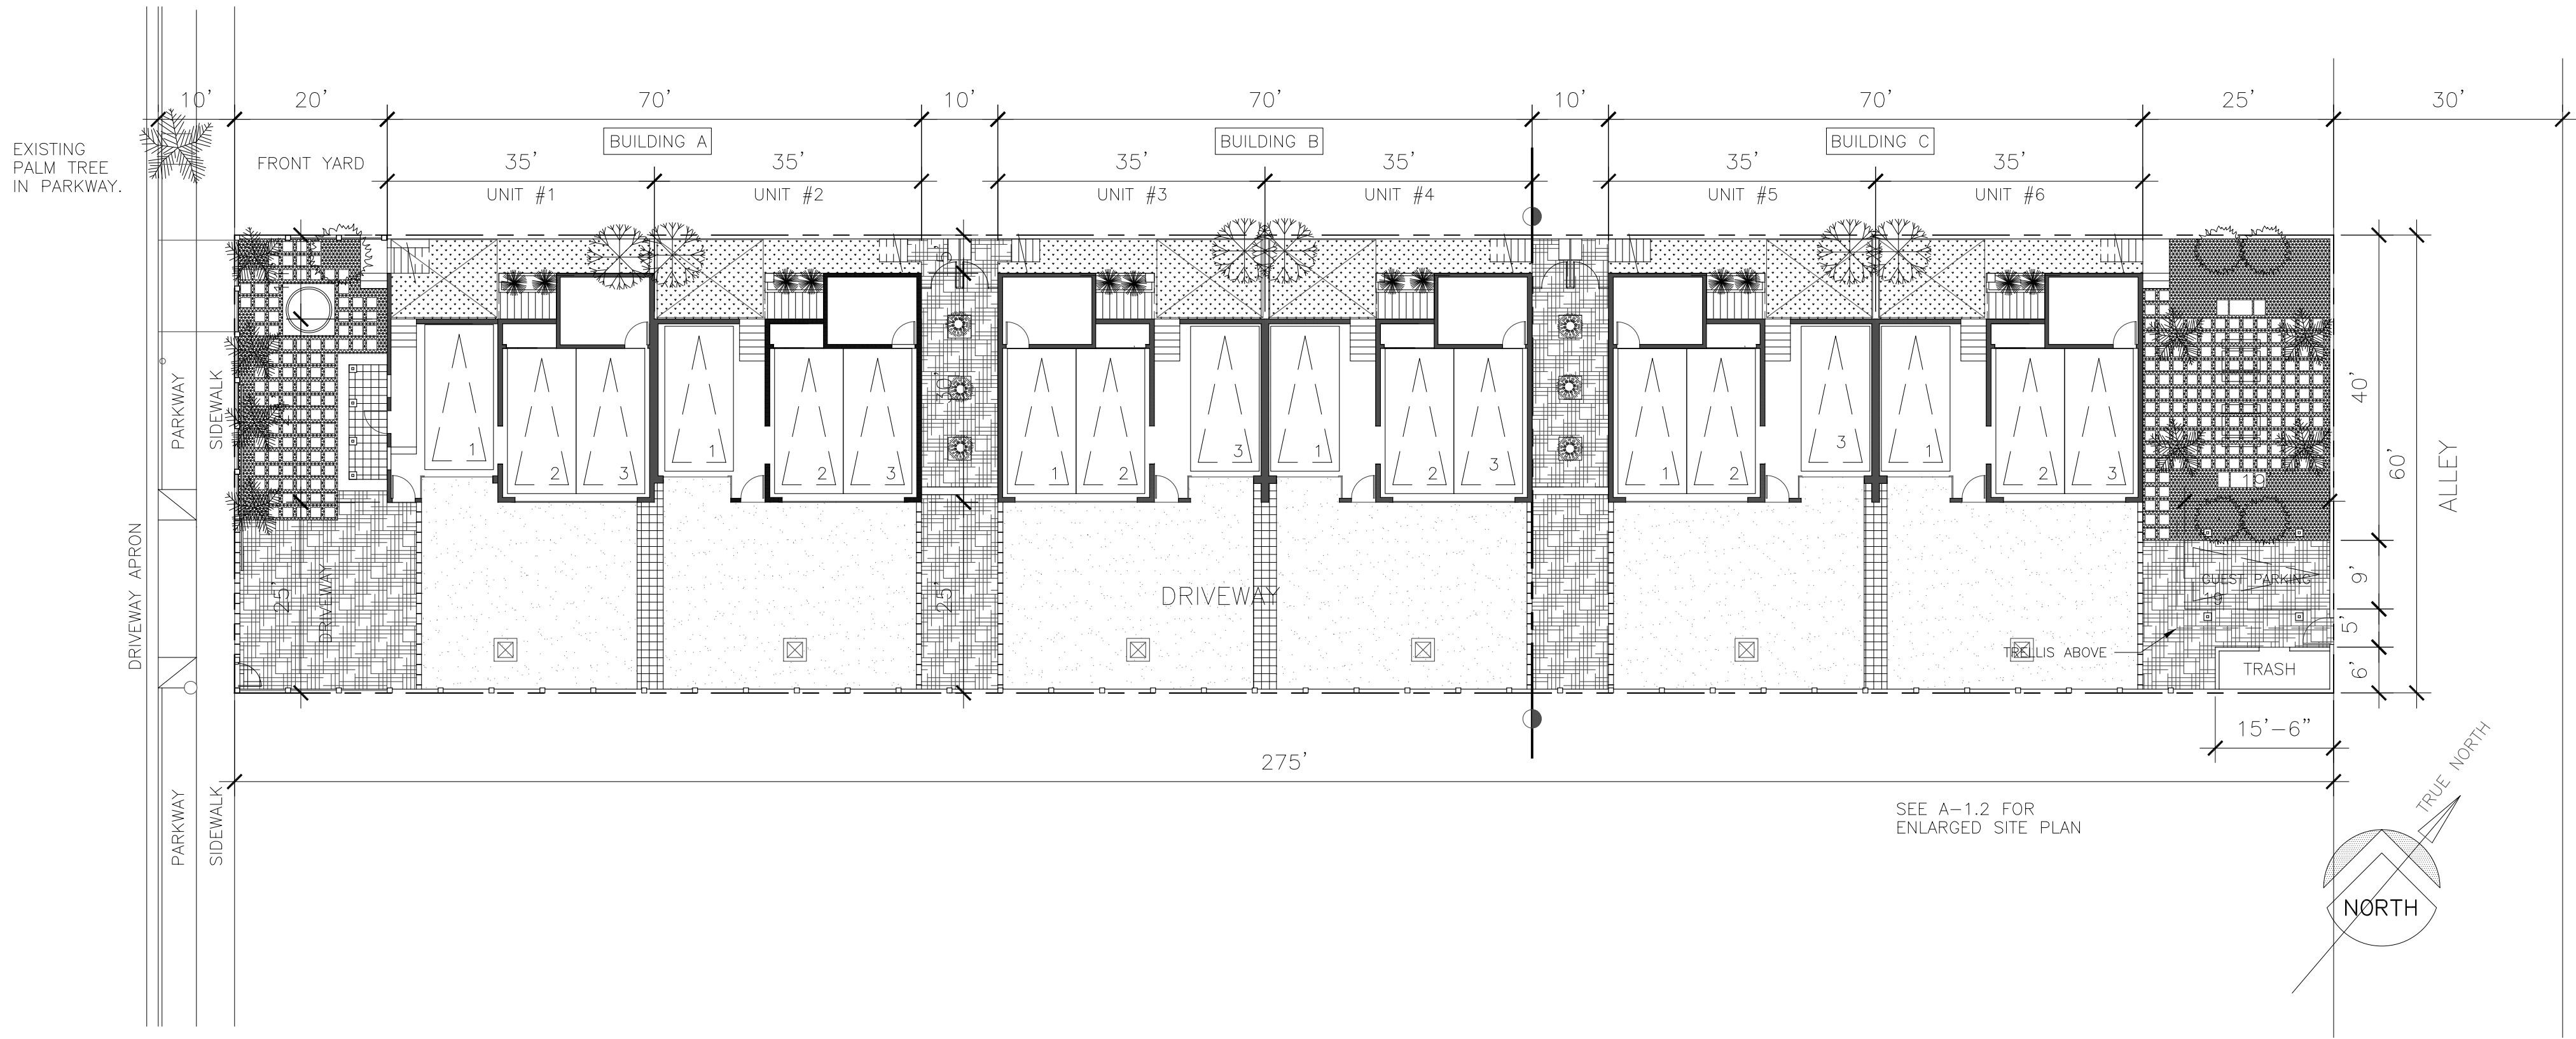 10'
20'
70'
10'
70'
10'
70'
25'
30'
EXISTING
PALM TREE
IN PARKWAY.
FRONT YARD
BUILDING A
BUILDING B
BUILDING C
35'
35'
35'
35'
35'
35'
UNIT #1
UNIT #2
UNIT #3
UNIT #4
UNIT #5
UNIT #6
5'
30'
1
2
3
1
2
3
1
2
3
1
2
3
1
2
3
1
2
3
19
PARKWAY
SIDEWALK
40'
60'
ALLEY
DRIVEWAY APRON
25'
DRIVEWAY
25'
DRIVEWAY
GUEST PARKING
19
9'
5'
TRELLIS ABOVE
TRASH
6'
15'-6"
275'
PARKWAY
SIDEWALK
SEE A-1.2 FOR
ENLARGED SITE PLAN
TRUE NORTH
NORTH